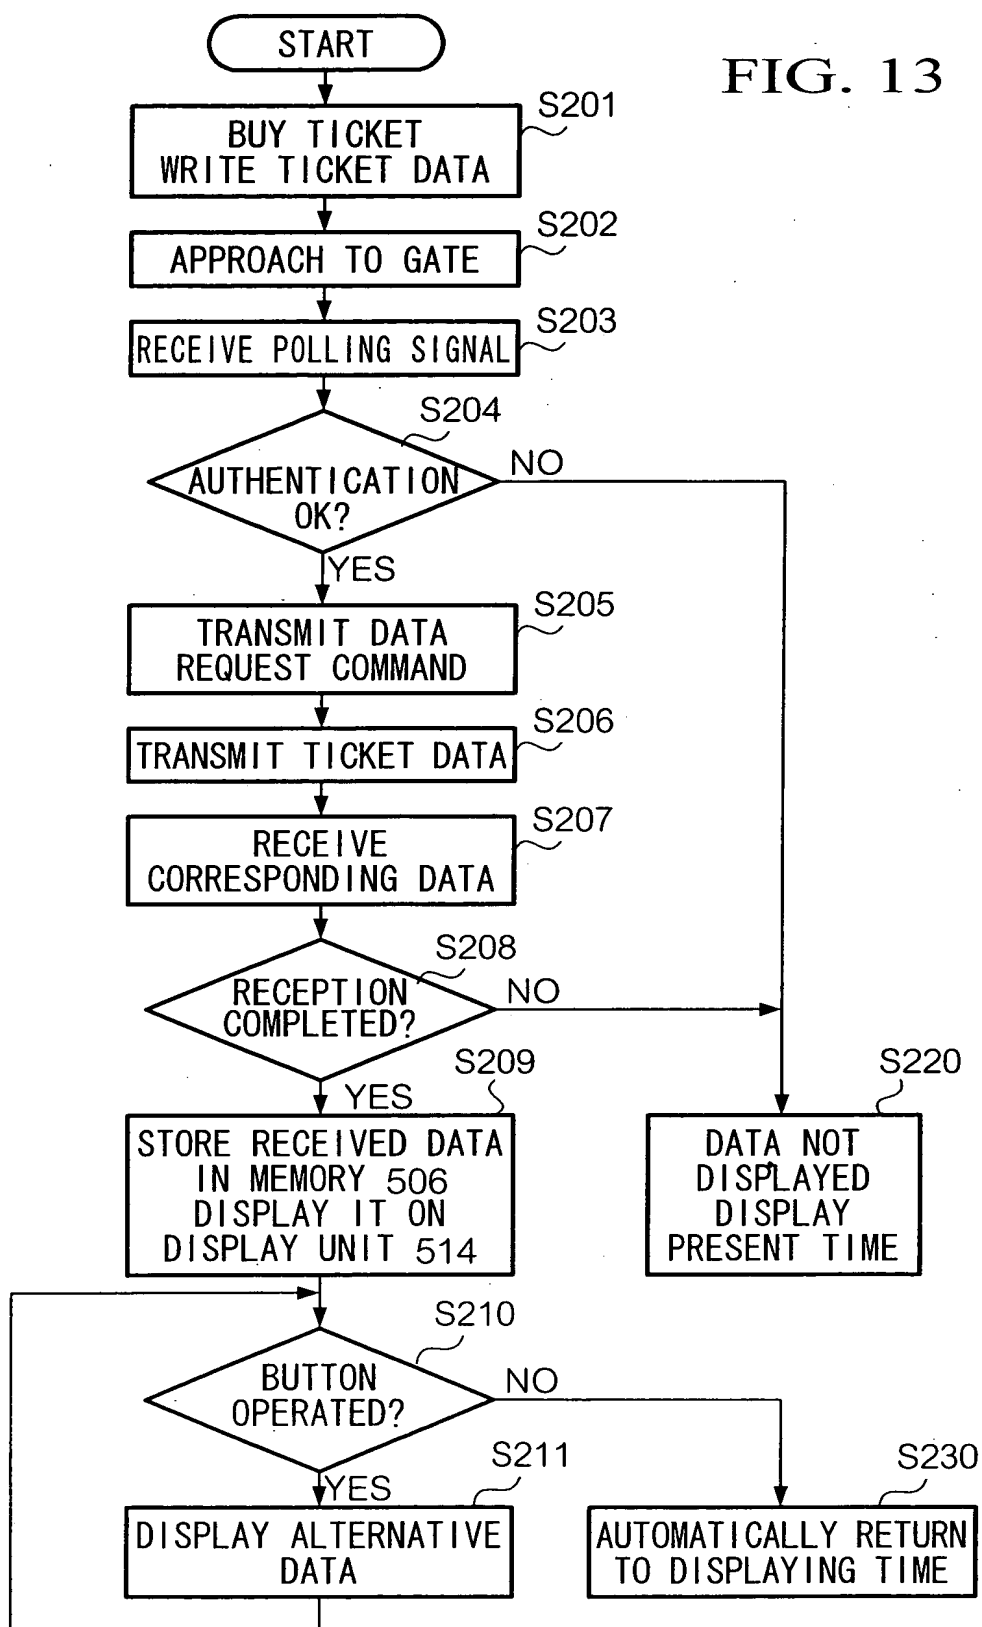 START
FIG. 13
S201
BUY TICKET
WRITE TICKET DATA
S202
APPROACH TO GATE
S203
RECEIVE POLLING SIGNAL
S204
AUTHENTICATION
OK?
NO
YES
S205
TRANSMIT DATA
REQUEST COMMAND
S206
TRANSMIT TICKET DATA
S207
RECEIVE
CORRESPONDING DATA
S208
RECEPTION
COMPLETED?
NO
YES
S209
STORE RECEIVED DATA
IN MEMORY 506
DISPLAY IT ON
DISPLAY UNIT 514
S220
DATA NOT
DISPLAYED
DISPLAY
PRESENT TIME
S210
BUTTON
OPERATED?
NO
YES
S211
DISPLAY ALTERNATIVE
DATA
S230
AUTOMATICALLY RETURN
TO DISPLAYING TIME